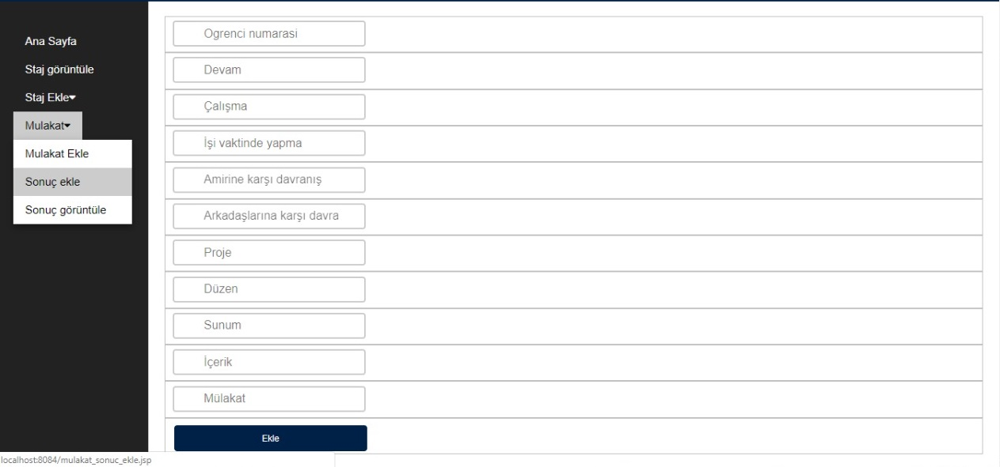 Ana Sayfa
Staj görüntüle
Staj Ekle
Mulakat
Mulakat Ekle
Sonuç ekle
Sonuç görüntüle
Ogrenci numarasi
Devam
Çalışma
İşi vaktinde yapma
Amirine karşı davranış
Arkadaşlarına karşı davra
Proje
Düzen
Sunum
İçerik
Mülakat
Ekle
localhost:8084/mulakat_sonuc_ekle.jsp